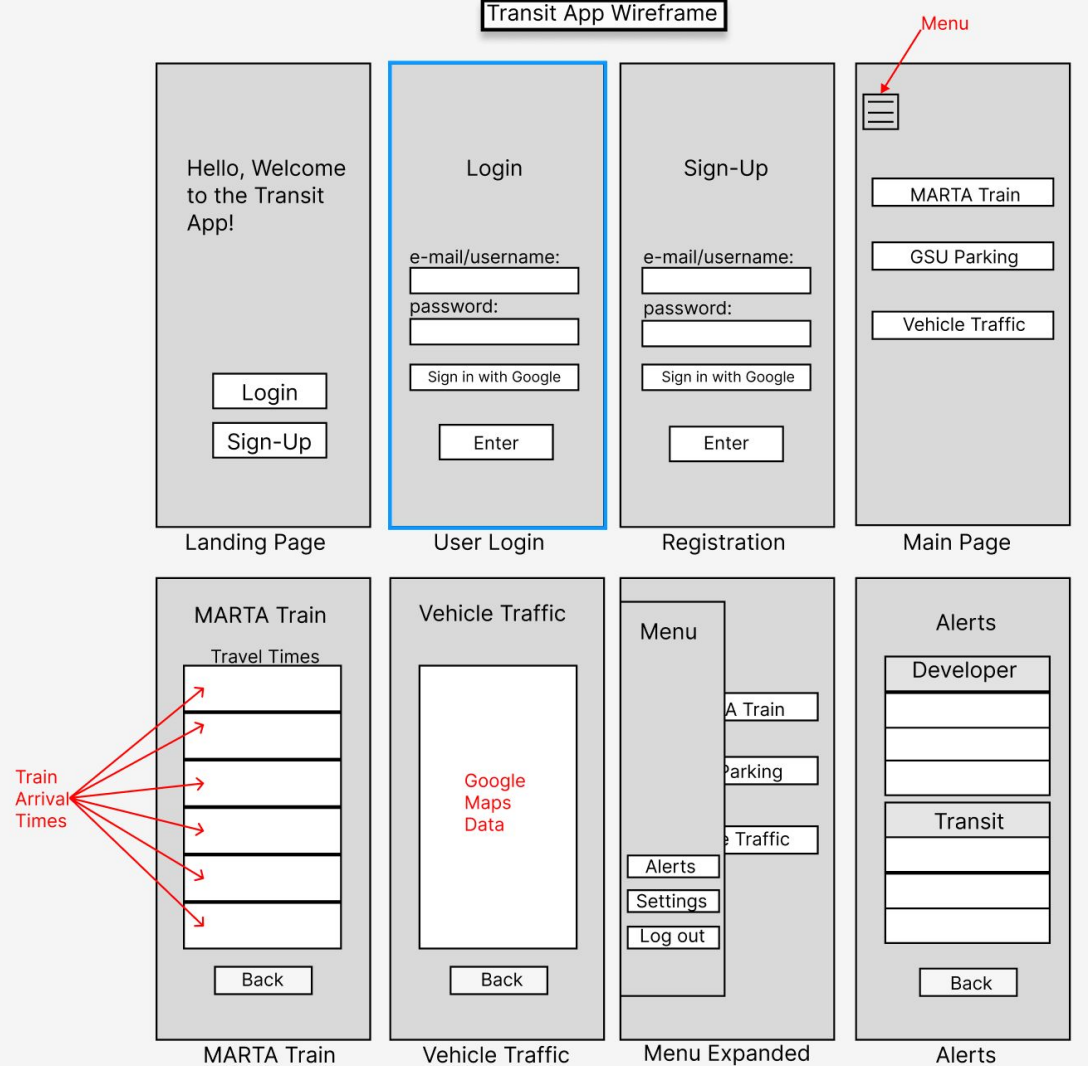 Transit App Wireframe
Menu
Hello, Welcome
to the Transit
App!
Login
Sign-Up
Landing Page
Login
e-mail/username:
password:
Sign in with Google
Enter
User Login
Sign-Up
e-mail/username:
password:
Sign in with Google
Enter
Registration
MARTA Train
GSU Parking
Vehicle Traffic
Main Page
MARTA Train
Travel Times
Train
Arrival
Times
Back
MARTA Train
Vehicle Traffic
Google
Maps
Data
Back
Vehicle Traffic
Menu
A Train
Parking
e Traffic
Alerts
Settings
Log out
Menu Expanded
Alerts
Developer
Transit
Back
Alerts